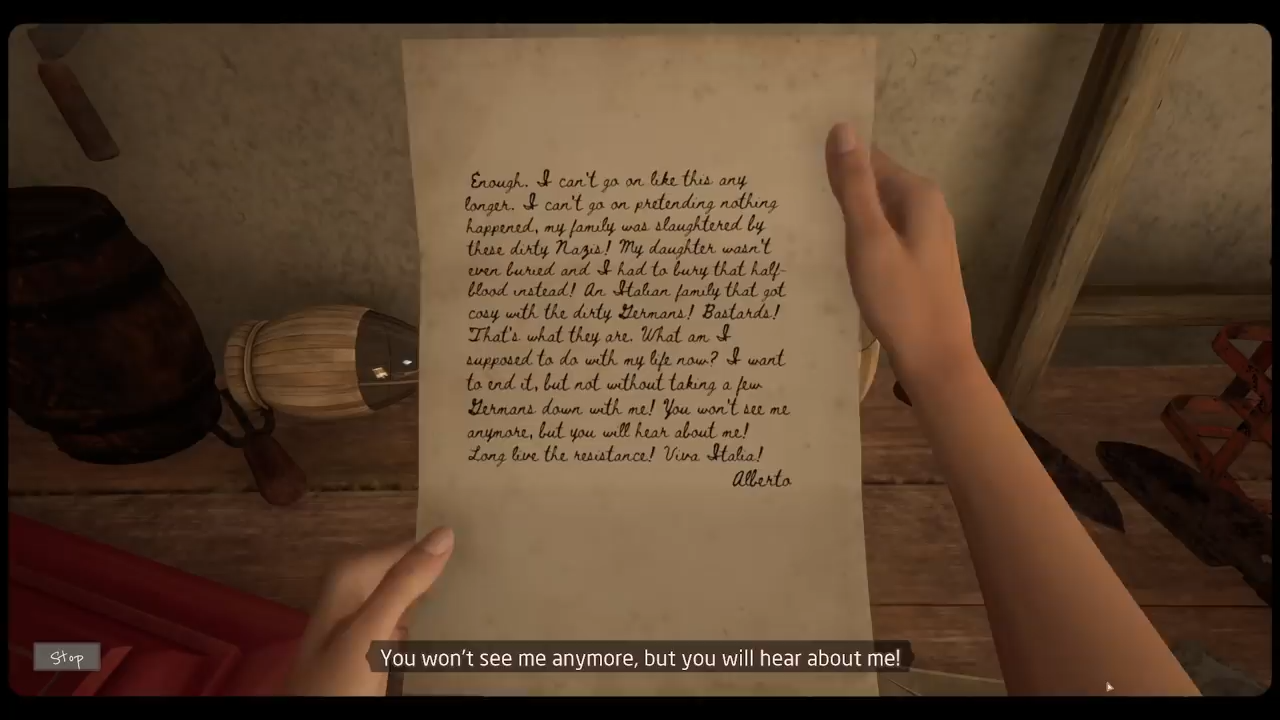 Enough. I can't go on like this any
longer. I can't go on pretending nothing
happened, my family was slaughtered by
these dirty Nazis! My daughter wasn't
even buried and I had to bury that half-
blood instead! An Italian family that got
cosy with the dirty Germans! Bastards!
That's what they are. What am I
supposed to do with my life now? I want
to end it, but not without taking a few
Germans down with me! You won't see me
anymore, but you will hear about me!
Long live the resistance! Viva Italia!
Alberto
Stop
You won't see me anymore, but you will hear about me!